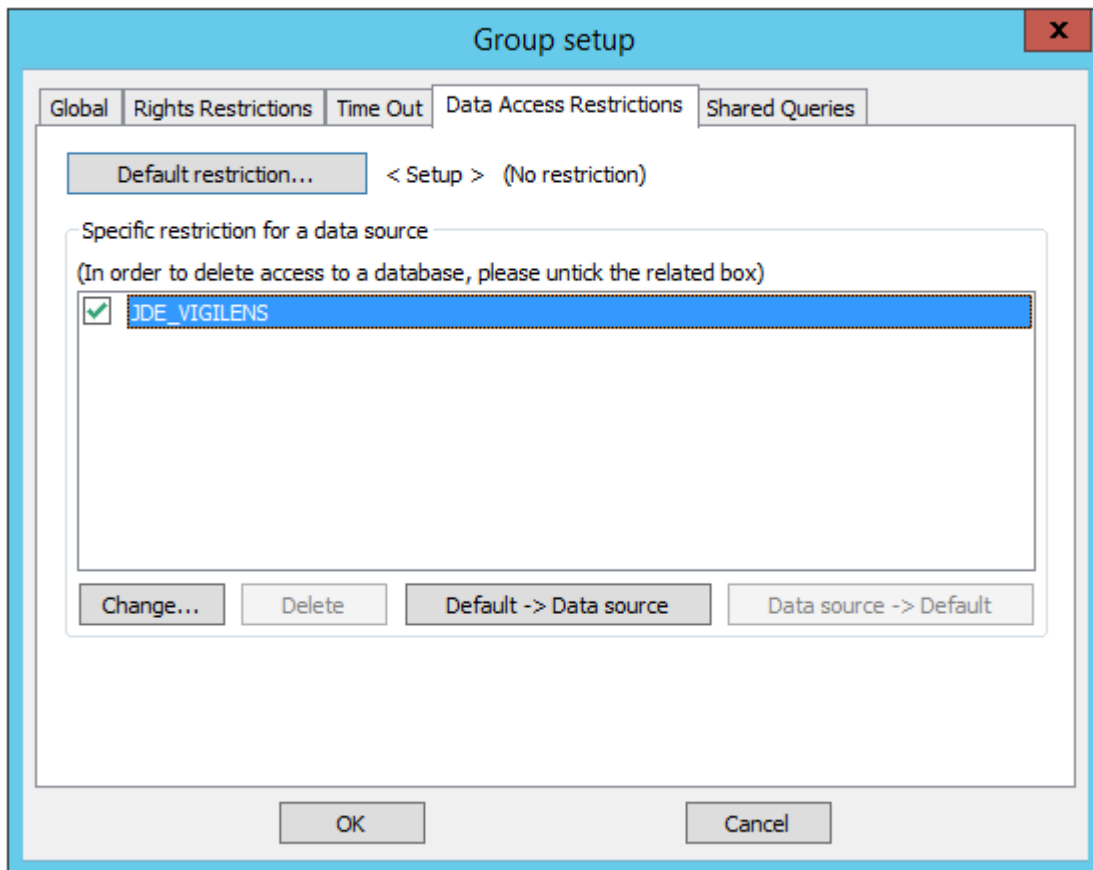 Group setup
x
Global Rights Restrictions Time Out Data Access Restrictions Shared Queries
Default restriction... < Setup > (No restriction)
Specific restriction for a data source
(In order to delete access to a database, please untick the related box)
JDE_VIGILENS
Change... Delete Default -> Data source Data source -> Default
OK Cancel